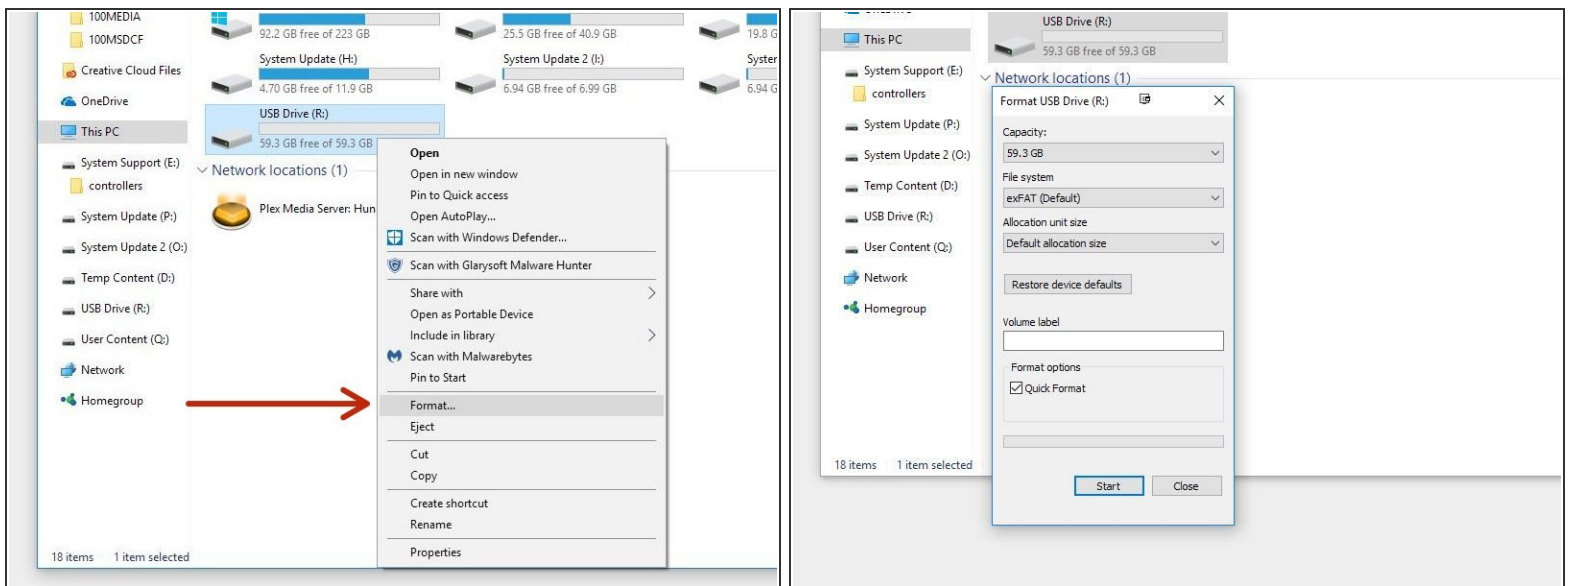 100MEDIA
100MSDCF
Creative Cloud Files
OneDrive
This PC
System Support (E:)
controllers
System Update (P:)
System Update 2 (O:)
Temp Content (D:)
USB Drive (R:)
User Content (Q:)
Network
Homegroup
92.2 GB free of 223 GB
25.5 GB free of 40.9 GB
19.8 G
System Update (H:)
4.70 GB free of 11.9 GB
System Update 2 (I:)
6.94 GB free of 6.99 GB
Syster
6.94 G
USB Drive (R:)
59.3 GB free of 59.3 GB
Network locations (1)
Plex Media Server: Hun
Open
Open in new window
Pin to Quick access
Open AutoPlay...
Scan with Windows Defender...
Scan with Glarysoft Malware Hunter
Share with
Open as Portable Device
Include in library
Scan with Malwarebytes
Pin to Start
Format...
Eject
Cut
Copy
Create shortcut
Rename
Properties
18 items 1 item selected
This PC
System Support (E:)
controllers
System Update (P:)
System Update 2 (O:)
Temp Content (D:)
USB Drive (R:)
User Content (Q:)
Network
Homegroup
USB Drive (R:)
59.3 GB free of 59.3 GB
Network locations (1)
Format USB Drive (R:)
Capacity:
59.3 GB
File system
exFAT (Default)
Allocation unit size
Default allocation size
Restore device defaults
Volume label
Format options
Quick Format
Start
Close
18 items 1 item selected